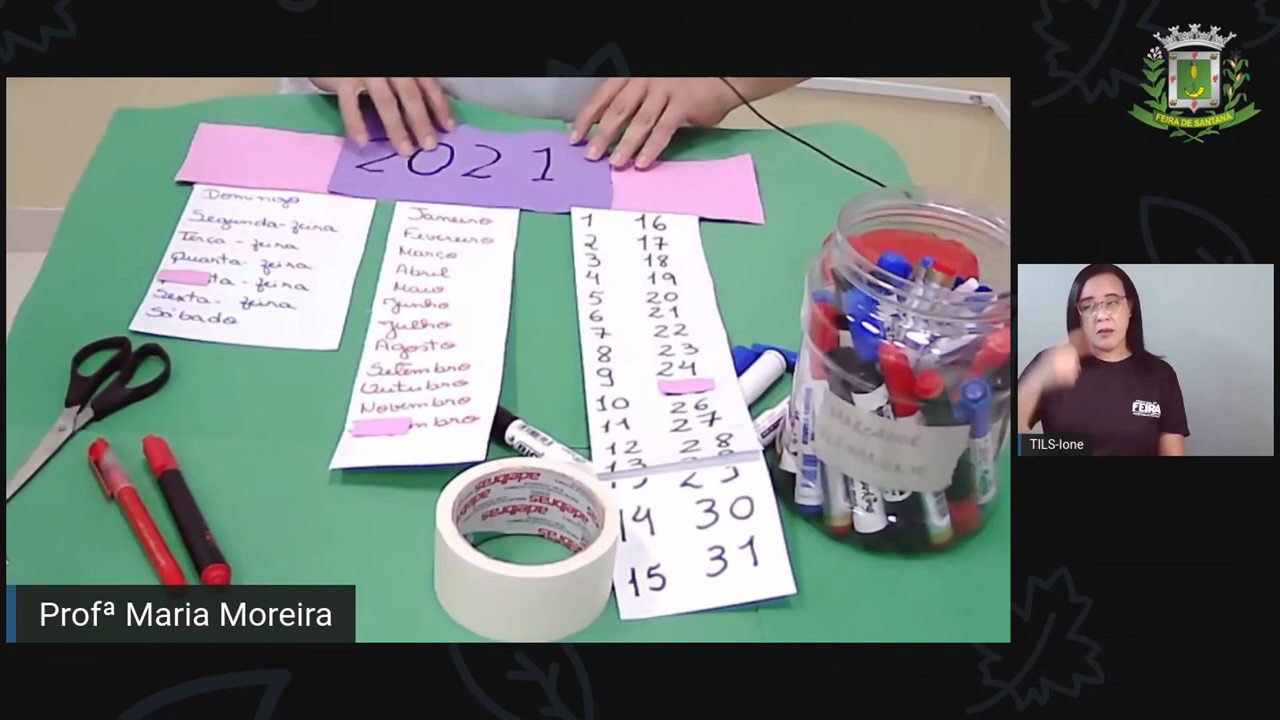 FEIRA DE SANTANA
2021
Domingo
Segunda-feira
Terça-feira
Quarta-feira
ta-feira
Sexta-feira
Sábado
Janeiro
Fevereiro
Março
Abril
Maio
Junho
Julho
Agosto
Setembro
Outubro
Novembro
mbro
1 16
2 17
3 18
4 19
5 20
6 21
7 22
8 23
9 24
10 26
11 27
12 28
13
14 30
15 31
adelbras
FEIRA
TILS-Ione
Profª Maria Moreira